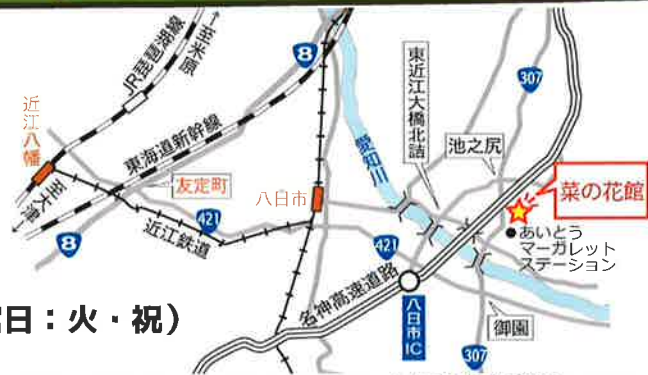 至米原
JR琵琶湖線
8
307
東近江大橋北詰
池之尻
愛知川
東海道新幹線
近江八幡
菜の花館
友定町
八日市
至大津
421
近江鉄道
あいとう
マーガレット
ステーション
8
421
名神高速道路
八日市IC
御園
307
日：火・祝）